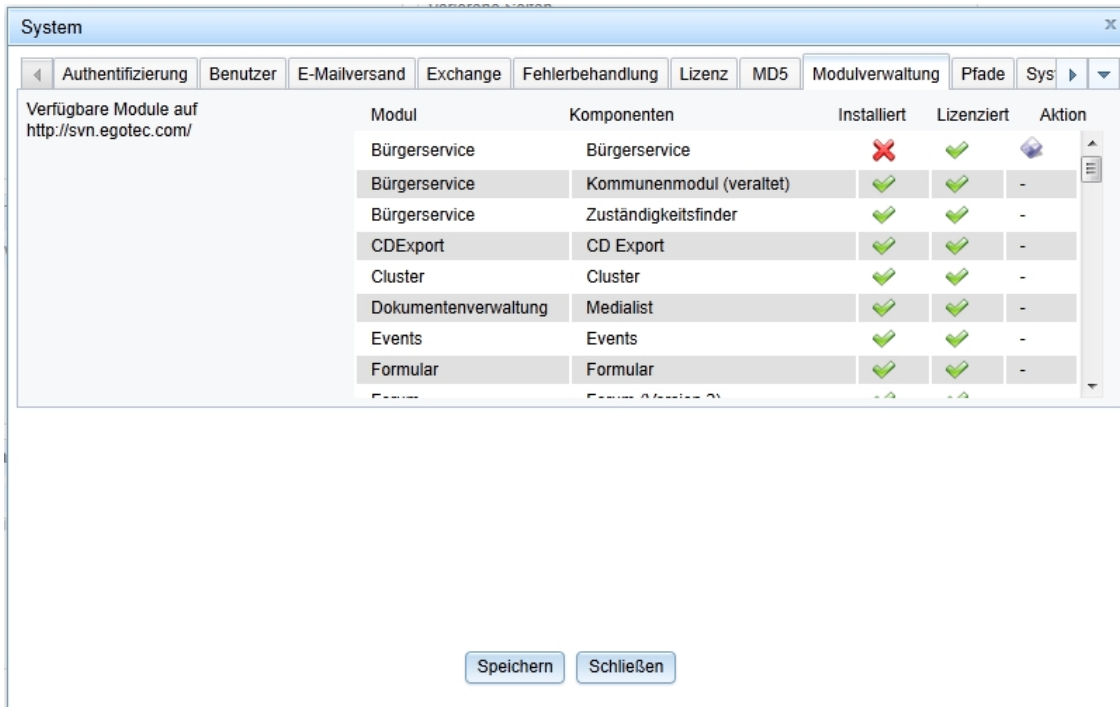 System
Authentifizierung Benutzer E-Mailversand Exchange Fehlerbehandlung Lizenz MD5 Modulverwaltung Pfade Sys
Verfügbare Module auf
http://svn.egotec.com/
Modul Komponenten Installiert Lizenziert Aktion
Bürgerservice Bürgerservice
Bürgerservice Kommunenmodul (veraltet) -
Bürgerservice Zuständigkeitsfinder -
CDExport CD Export -
Cluster Cluster -
Dokumentenverwaltung Medialist -
Events Events -
Formular Formular -
Speichern Schließen